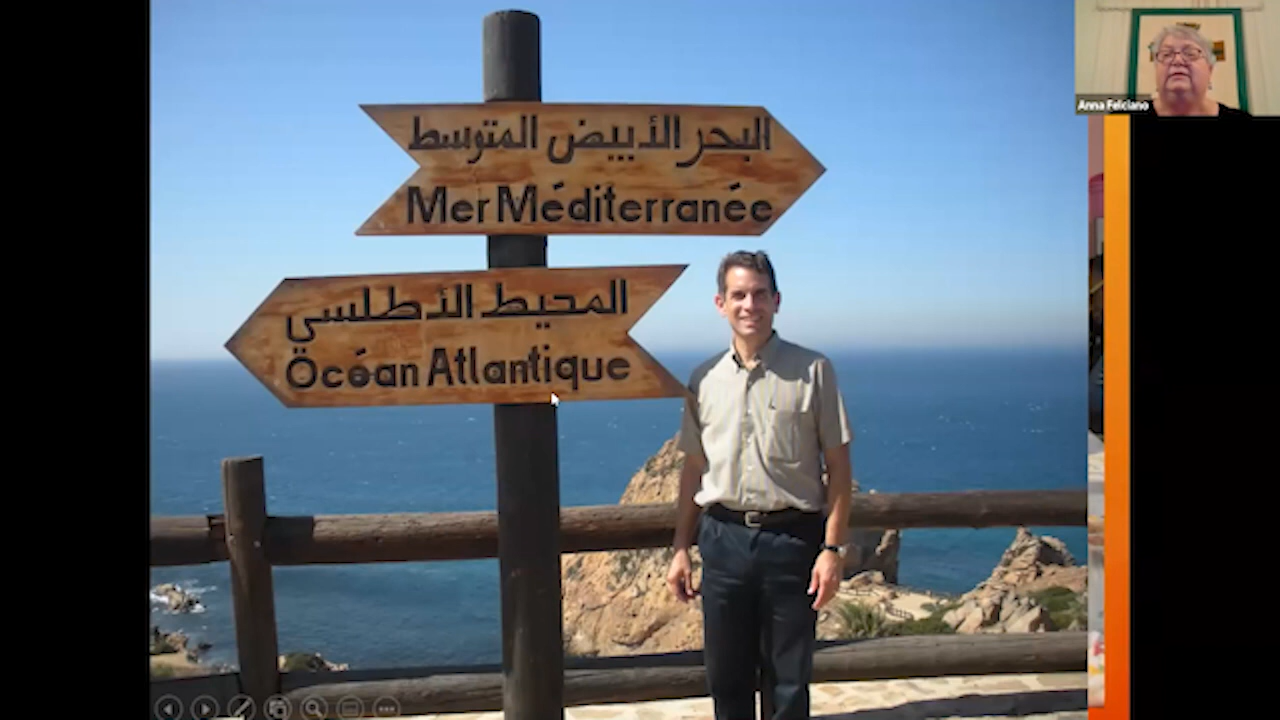 البحر الأبيض المتوسط
Mer Méditerranée
المحيط الأطلسي
Océan Atlantique
Anna Felciano